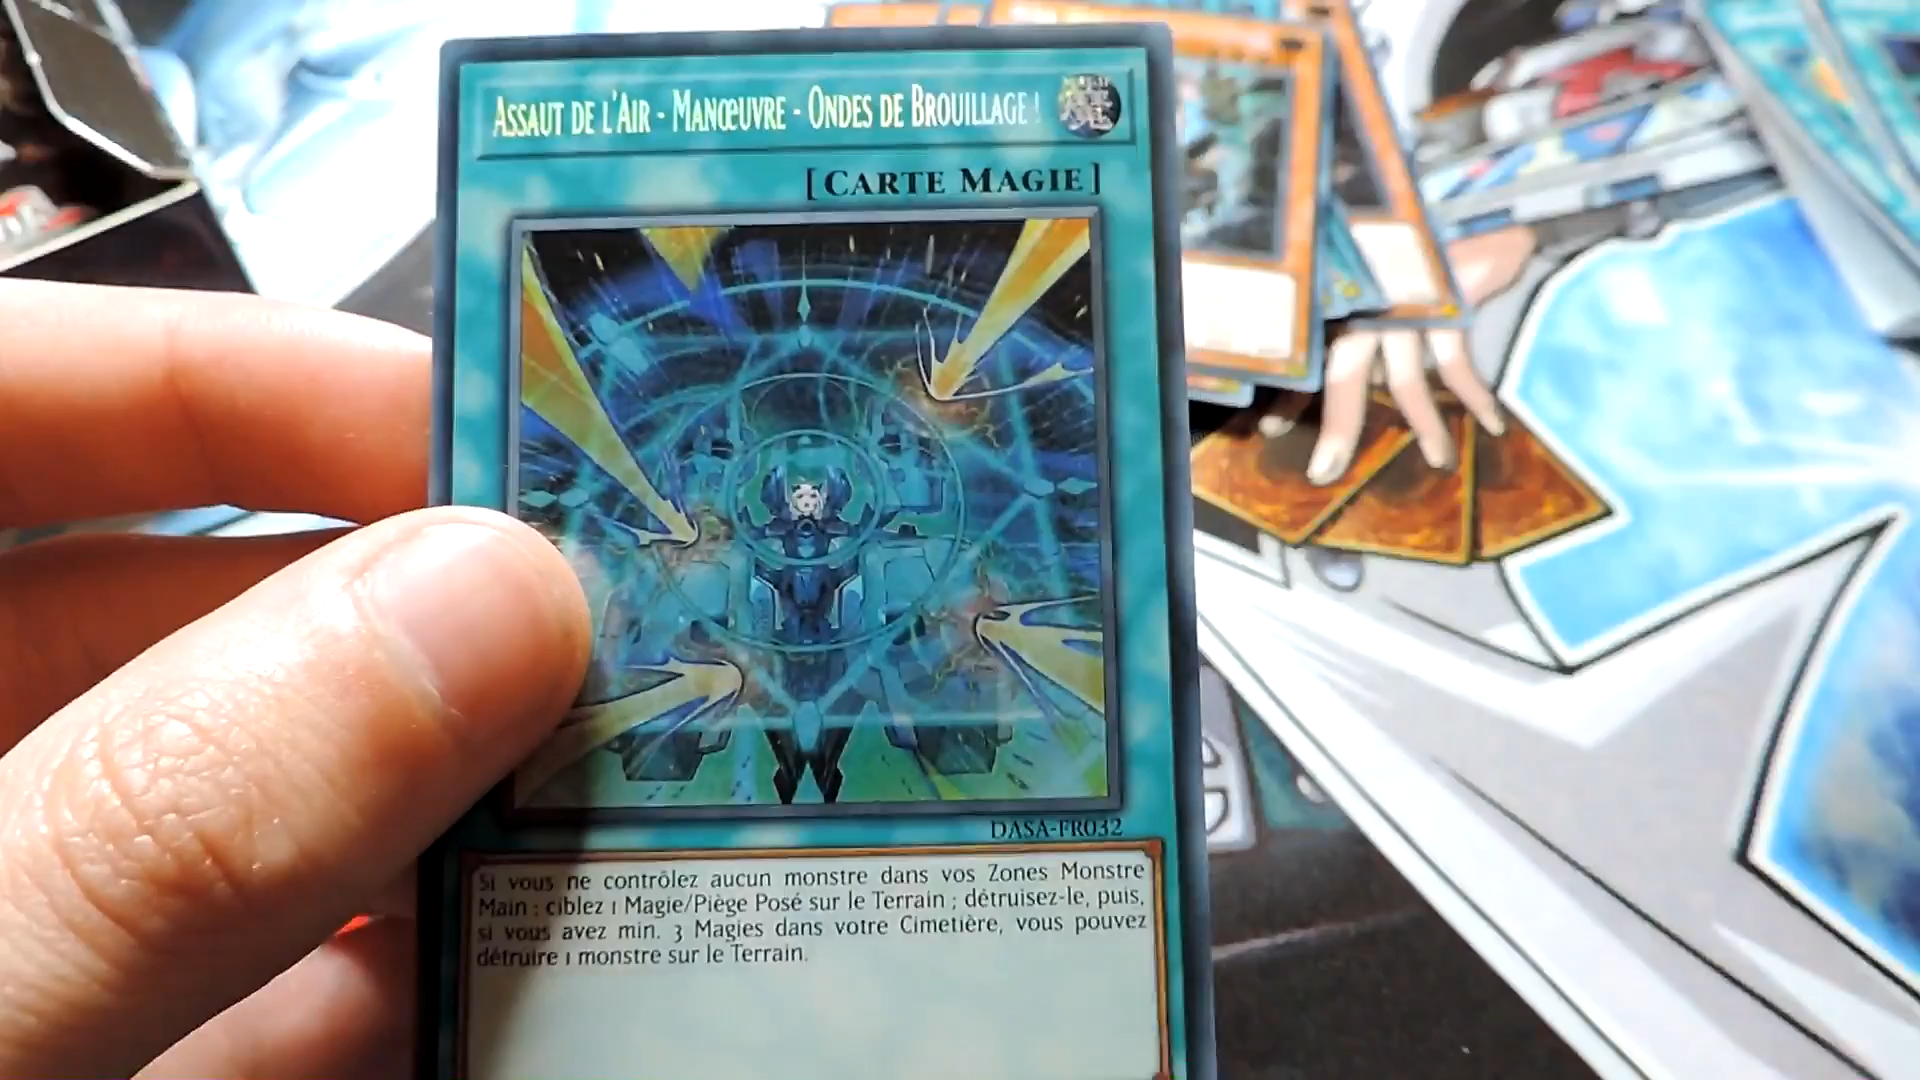 Assaut de l'Air - Manœuvre - Ondes de Brouillage !
[CARTE MAGIE]
DASA-FR032
Si vous ne contrôlez aucun monstre dans vos Zones Monstre
Main : ciblez 1 Magie/Piège Posé sur le Terrain ; détruisez-le, puis,
si vous avez min. 3 Magies dans votre Cimetière, vous pouvez
détruire 1 monstre sur le Terrain.